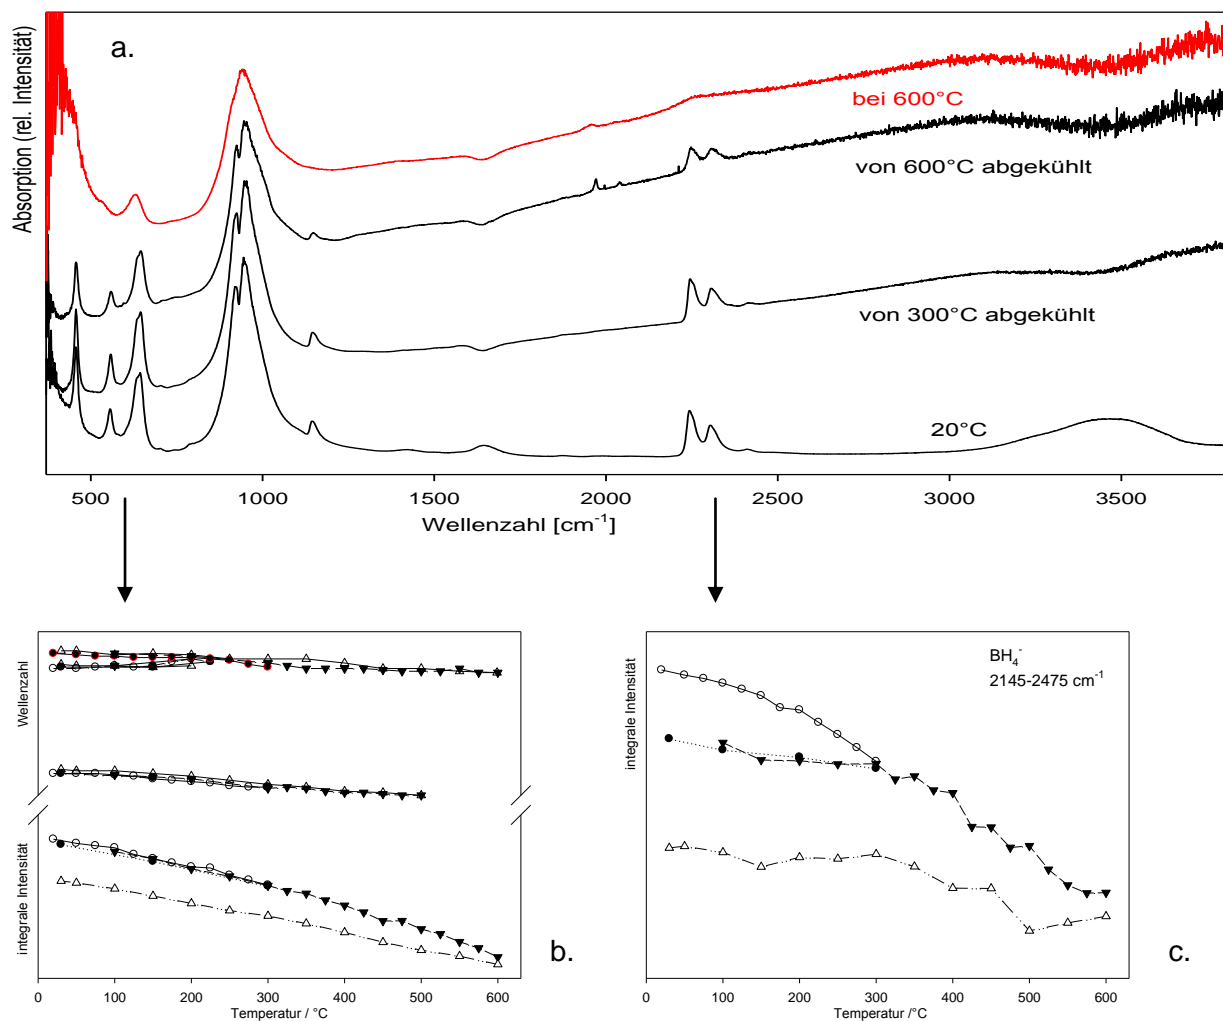 a.
Absorption (rel. Intensität)
bei 600°C
von 600°C abgekühlt
von 300°C abgekühlt
20°C
500 1000 1500 2000 2500 3000 3500
Wellenzahl [cm⁻¹]
Wellenzahl
integrale Intensität
b.
0 100 200 300 400 500 600
Temperatur / °C
integrale Intensität
BH₄⁻
2145-2475 cm⁻¹
c.
0 100 200 300 400 500 600
Temperatur /°C